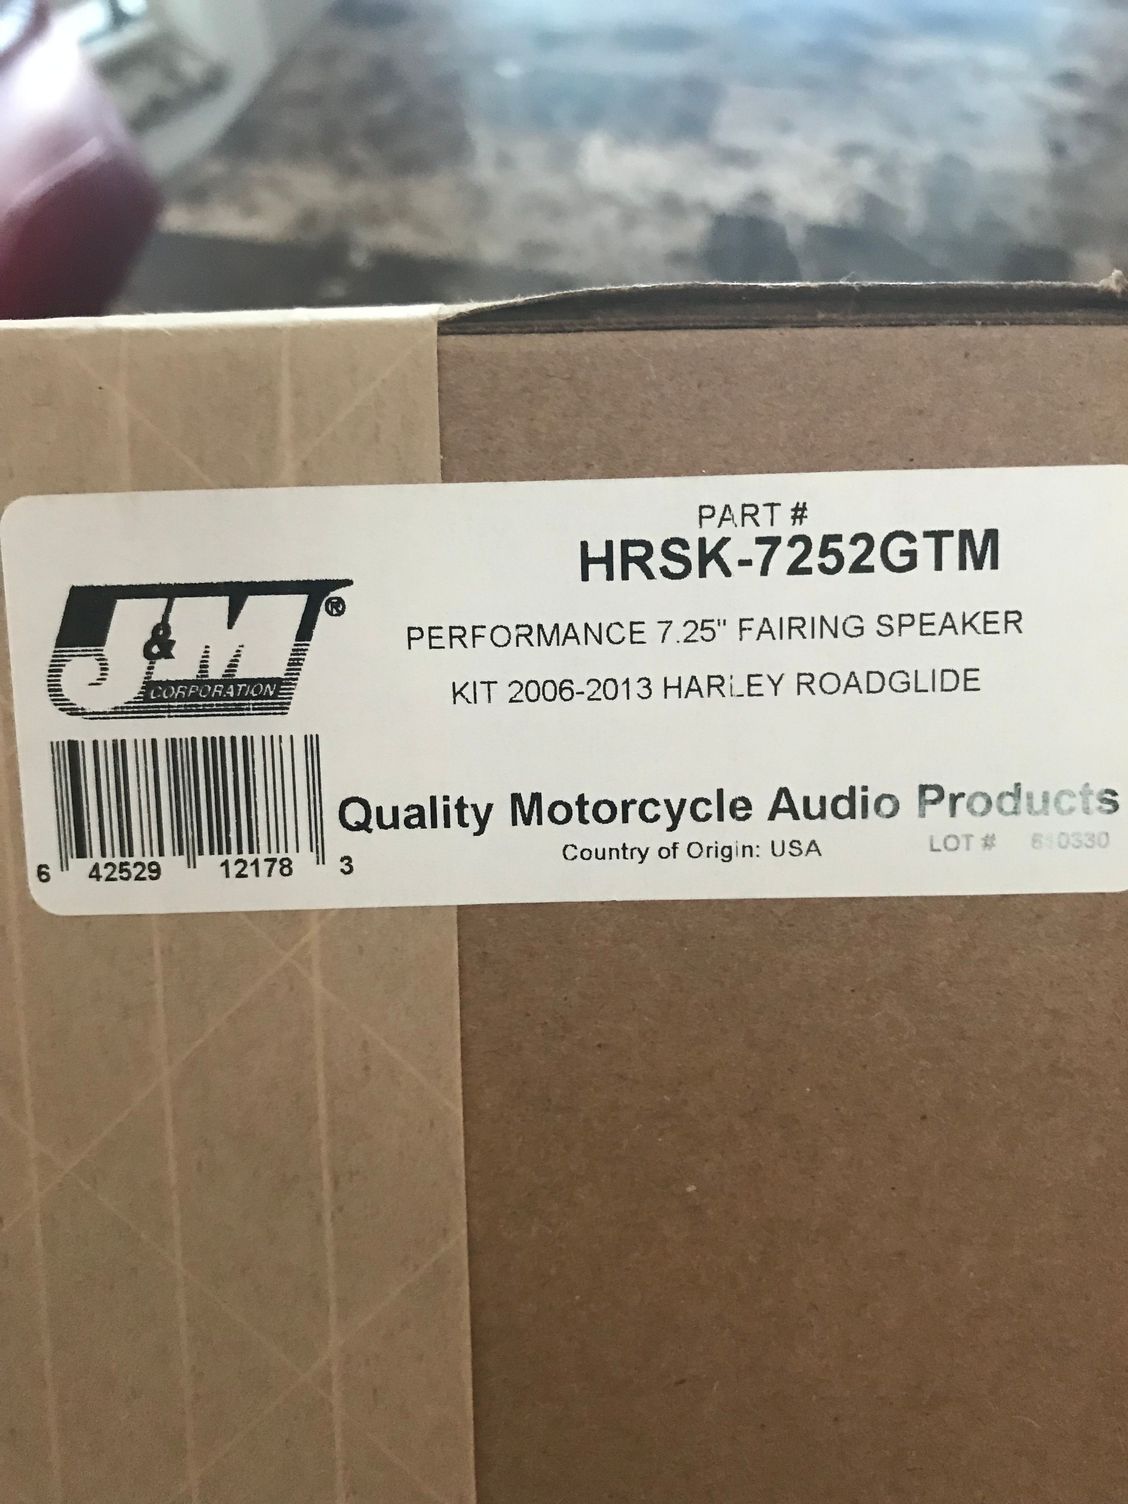 PART #
HRSK-7252GTM
J&M®
CORPORATION
PERFORMANCE 7.25" FAIRING SPEAKER
KIT 2006-2013 HARLEY ROADGLIDE
Quality Motorcycle Audio Products
Country of Origin: USA
LOT #
6 42529 12178 3